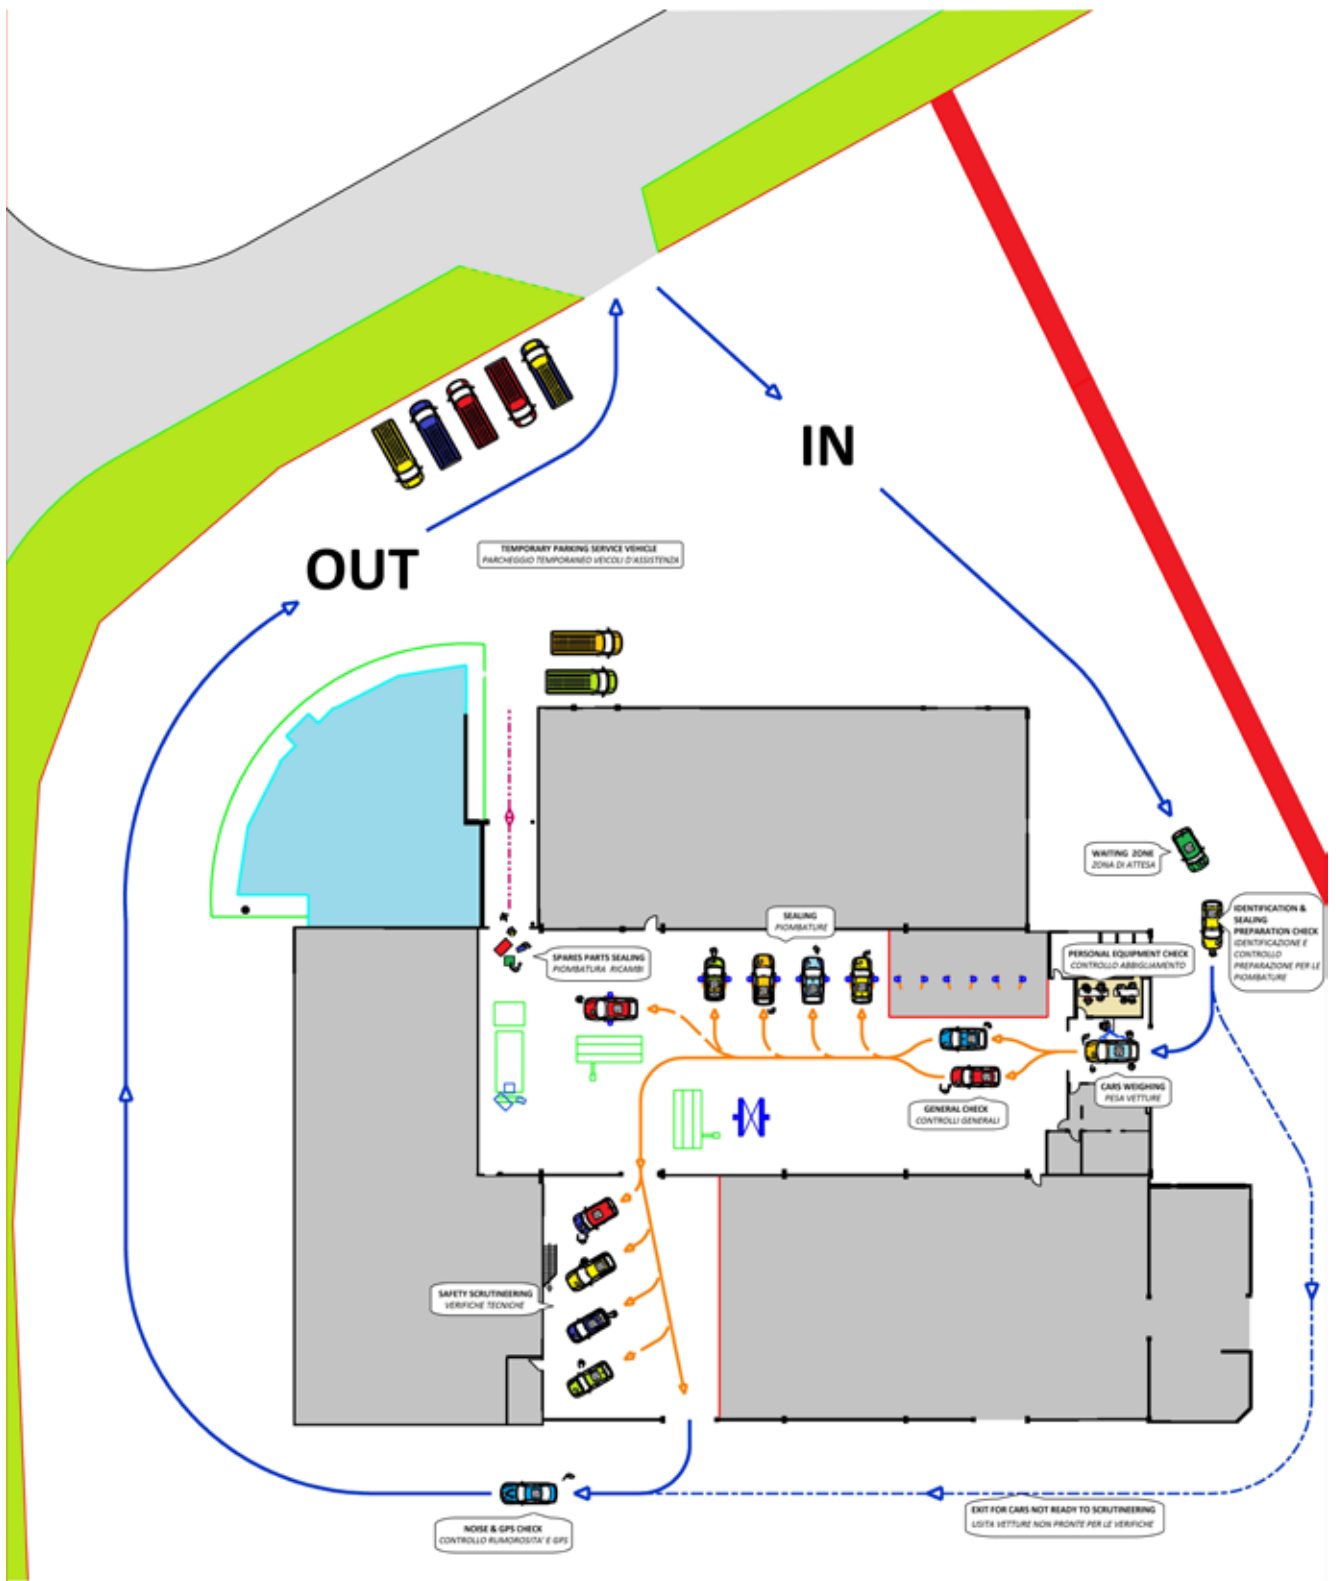 IN
OUT
TEMPORARY PARKING SERVICE VEHICLE
PARCHEGGIO TEMPORANEO VEICOLI D'ASSISTENZA
WAITING ZONE
ZONA DI ATTESA
IDENTIFICATION &
SEALING
PREPARATION CHECK
IDENTIFICAZIONE E
CONTROLLO
PREPARAZIONE PER LE
PIOMBATURE
SEALING
PIOMBATURE
SPARES PARTS SEALING
PIOMBATURA RICAMBI
PERSONAL EQUIPMENT CHECK
CONTROLLO ABBIGLIAMENTO
CARS WEIGHING
PESA VETTURE
GENERAL CHECK
CONTROLLI GENERALI
SAFETY SCRUTINEERING
VERIFICHE TECNICHE
EXIT FOR CARS NOT READY TO SCRUTINEERING
USITA VETTURE NON PRONTE PER LE VERIFICHE
NOISE & GPS CHECK
CONTROLLO RUMOROSITA' E GPS